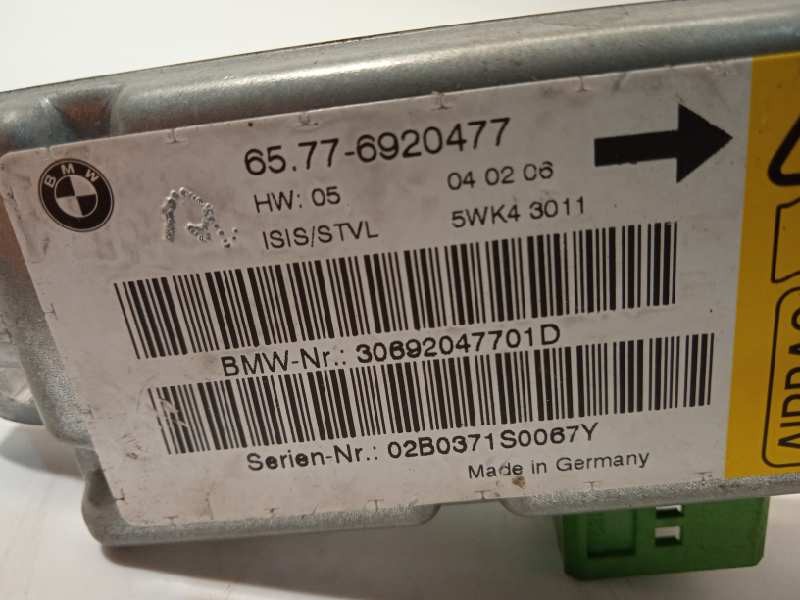 BMW
65.77-6920477
HW: 05
04 02 06
ISIS/STVL
5WK4 3011
BMW-Nr.: 30692047701D
Serien-Nr.: 02B0371S0067Y
Made in Germany
AIRBAG